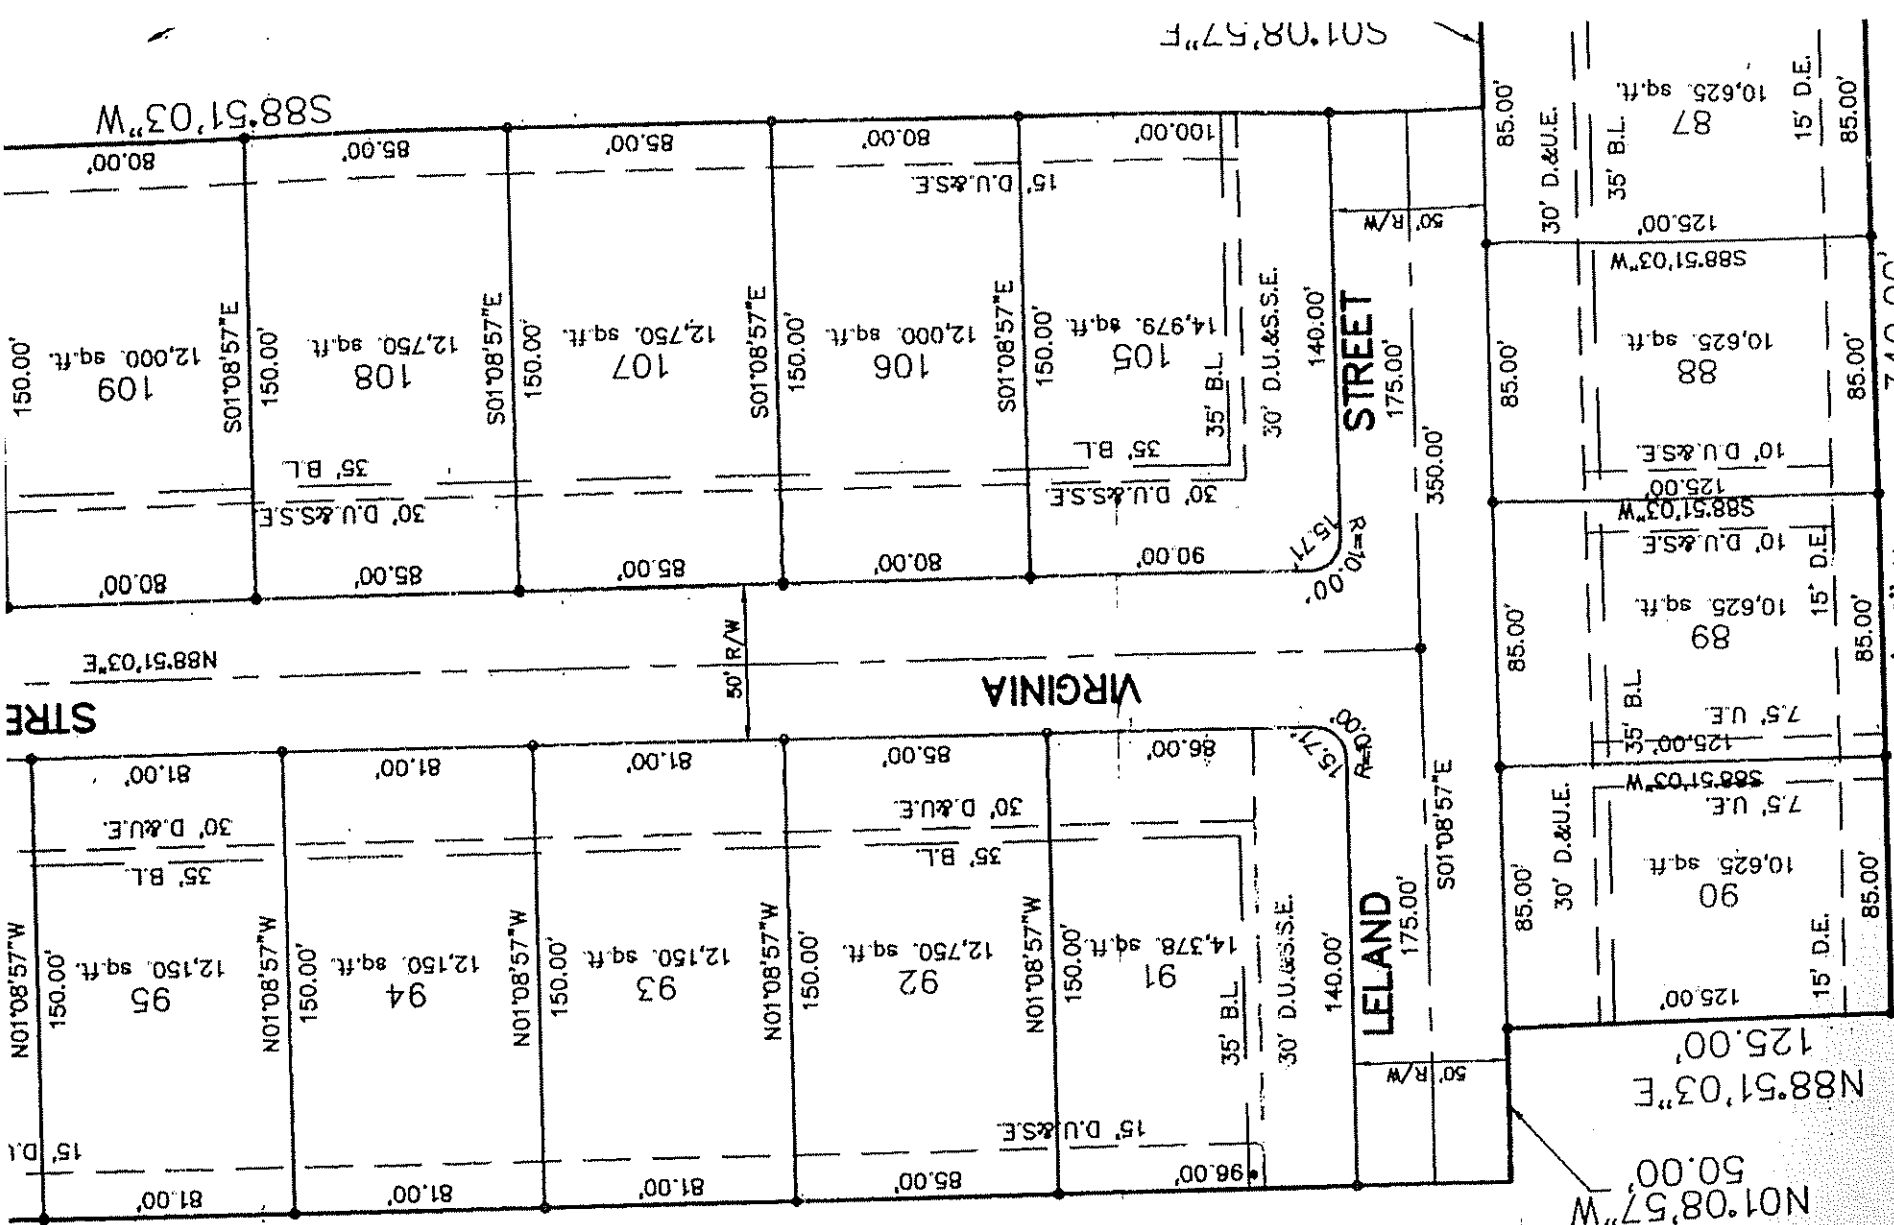 N01°08'57"W
50.00'
N88°51'03"E
125.00'
125.00'
15' D.E.
90
10,625 sq.ft.
85.00'
85.00'
30' D.&U.E.
7.5' U.E.
S88°51'03"W
125.00'
7.5' U.E.
35' B.L.
89
10,625 sq.ft.
85.00'
85.00'
15' D.E.
10' D.U.&S.E.
S88°51'03"W
125.00'
10' D.U.&S.E.
88
10,625 sq.ft.
85.00'
85.00'
S88°51'03"W
125.00'
35' B.L.
30' D.&U.E.
87
10,625 sq.ft.
15' D.E.
85.00'
85.00'
50' R/W
LELAND
STREET
175.00'
S01°08'57"E
350.00'
175.00'
50' R/W
S01°08'57"E
96.00'
15' D.U.&S.E.
140.00'
30' D.U.&S.S.E.
35' B.L.
91
14,378. sq.ft.
150.00'
N01°08'57"W
86.00'
15.71'
85.00'
92
12,750. sq.ft.
150.00'
N01°08'57"W
35' B.L.
30' D.&U.E.
85.00'
81.00'
93
12,150. sq.ft.
150.00'
N01°08'57"W
81.00'
81.00'
94
12,150. sq.ft.
150.00'
N01°08'57"W
81.00'
81.00'
15' D.U
95
12,150. sq.ft.
150.00'
N01°08'57"W
35' B.L.
30' D.&U.E.
81.00'
VIRGINIA
STRE
N88°51'03"E
50' R/W
R=10.00'
15.71'
90.00'
30' D.U.&S.S.E.
35' B.L.
35' B.L.
30' D.U.&S.S.E.
140.00'
105
14,979. sq.ft.
150.00'
S01°08'57"E
15' D.U.&S.E.
100.00'
80.00'
106
12,000. sq.ft.
150.00'
S01°08'57"E
80.00'
85.00'
107
12,750. sq.ft.
150.00'
S01°08'57"E
85.00'
85.00'
30' D.U.&S.S.E.
35' B.L.
108
12,750 sq.ft.
150.00'
S01°08'57"E
85.00'
80.00'
109
12,000. sq.ft.
150.00'
80.00'
S88°51'03"W